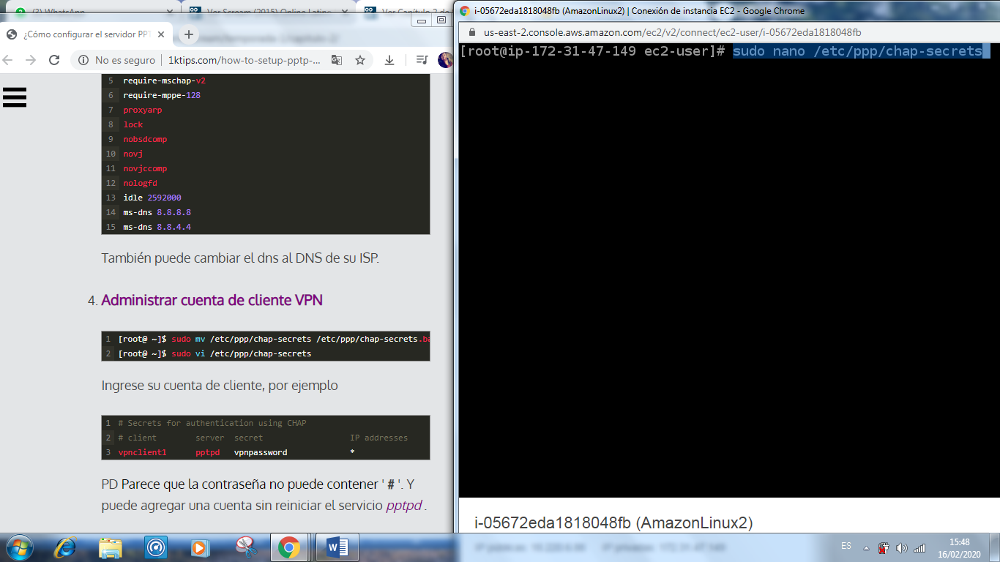 (3) WhatsApp
Ver Scream (2015) Online Latino
Ver Capítulo 2 de
¿Cómo configurar el servidor PPT
No es seguro
1ktips.com/how-to-setup-pptp-...
5 require-mschap-v2
6 require-mppe-128
7 proxyarp
8 lock
9 nobsdcomp
10 novj
11 novjccomp
12 nologfd
13 idle 2592000
14 ms-dns 8.8.8.8
15 ms-dns 8.8.4.4
También puede cambiar el dns al DNS de su ISP.
4. Administrar cuenta de cliente VPN
1 [root@ ~]$ sudo mv /etc/ppp/chap-secrets /etc/ppp/chap-secrets.ba
2 [root@ ~]$ sudo vi /etc/ppp/chap-secrets
Ingrese su cuenta de cliente, por ejemplo
1 # Secrets for authentication using CHAP
2 # client server secret IP addresses
3 vpnclient1 pptpd vpnpassword *
PD Parece que la contraseña no puede contener ' # '. Y
puede agregar una cuenta sin reiniciar el servicio pptpd .
i-05672eda1818048fb (AmazonLinux2) | Conexión de instancia EC2 - Google Chrome
us-east-2.console.aws.amazon.com/ec2/v2/connect/ec2-user/i-05672eda1818048fb
[root@ip-172-31-47-149 ec2-user]# sudo nano /etc/ppp/chap-secrets
i-05672eda1818048fb (AmazonLinux2)
ES
15:48
16/02/2020